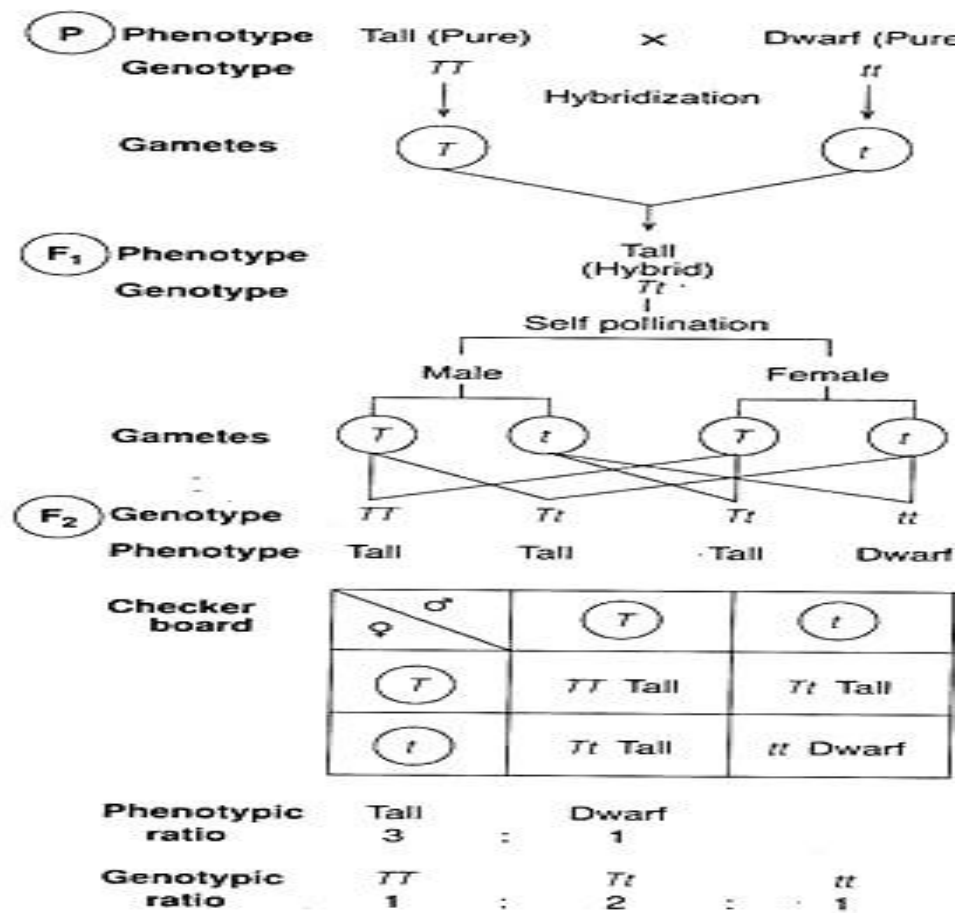 P Phenotype Tall (Pure) × Dwarf (Pure
Genotype TT tt
Hybridization
Gametes T t
F₁ Phenotype Tall
(Hybrid)
Genotype Tt
Self pollination
Male Female
Gametes T t T t
F₂ Genotype TT Tt Tt tt
Phenotype Tall Tall Tall Dwarf
Checker board ♂ ♀ T t
T TT Tall Tt Tall
t Tt Tall tt Dwarf
Phenotypic Tall Dwarf
ratio 3 : 1
Genotypic TT Tt tt
ratio 1 : 2 : 1